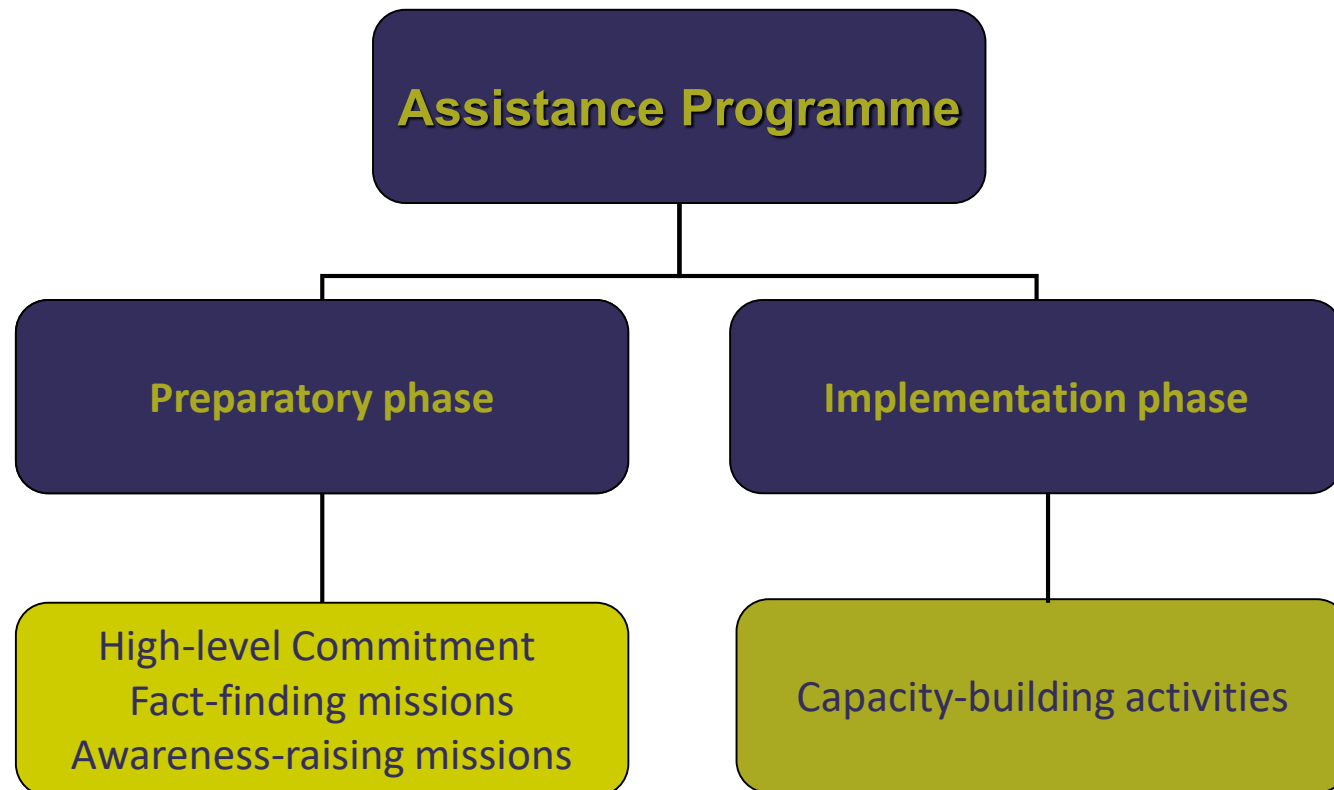 Assistance Programme
Preparatory phase
Implementation phase
High-level Commitment
Fact-finding missions
Awareness-raising missions
Capacity-building activities